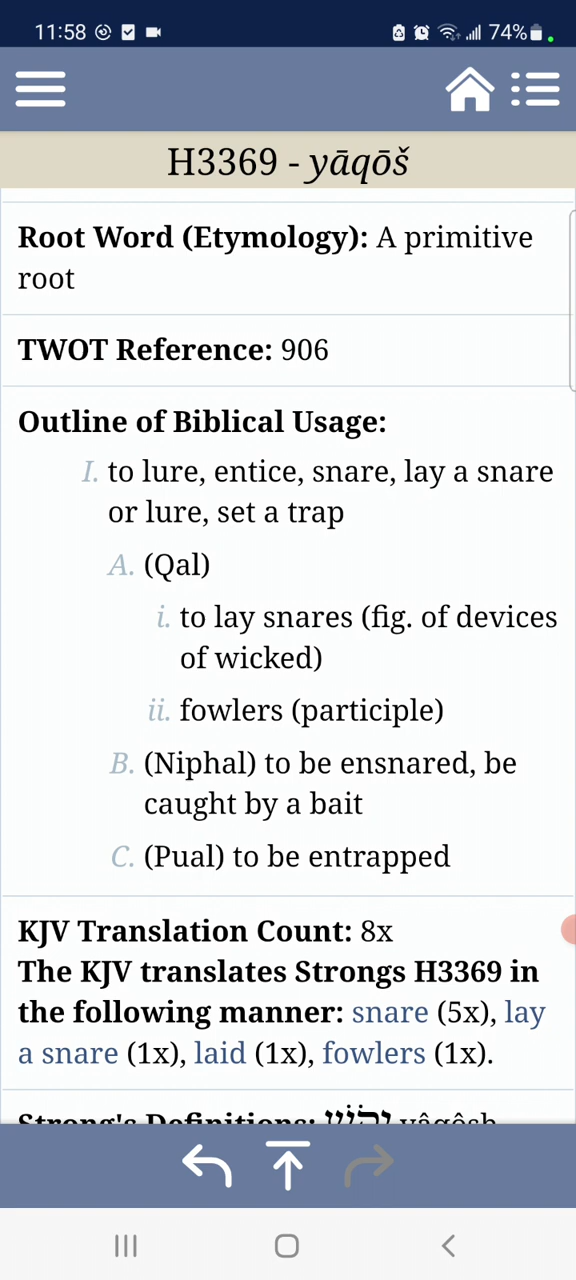 11:58 74%
H3369 - yāqōš
Root Word (Etymology): A primitive
root
TWOT Reference: 906
Outline of Biblical Usage:
I. to lure, entice, snare, lay a snare
or lure, set a trap
A. (Qal)
i. to lay snares (fig. of devices
of wicked)
ii. fowlers (participle)
B. (Niphal) to be ensnared, be
caught by a bait
C. (Pual) to be entrapped
KJV Translation Count: 8x
The KJV translates Strongs H3369 in
the following manner: snare (5x), lay
a snare (1x), laid (1x), fowlers (1x).
Strong's Definitions: יָקֹשׁ yâqôsh